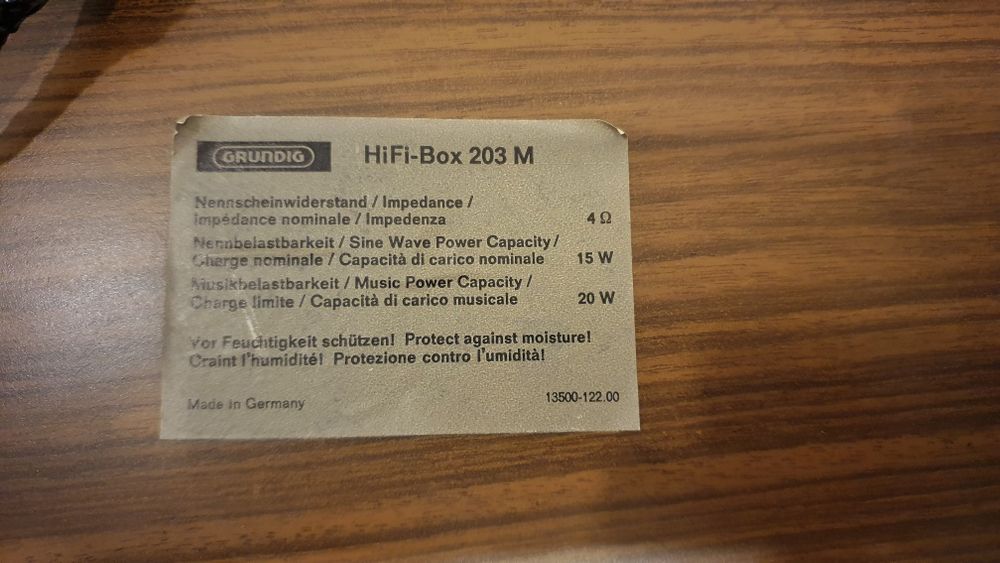 GRUNDIG
HiFi-Box 203 M
Nennscheinwiderstand / Impedance /
Impédance nominale / Impedenza 4 Ω
Nennbelastbarkeit / Sine Wave Power Capacity /
Charge nominale / Capacità di carico nominale 15 W
Musikbelastbarkeit / Music Power Capacity /
Charge limite / Capacità di carico musicale 20 W
Vor Feuchtigkeit schützen! Protect against moisture!
Craint l'humidité! Protezione contro l'umidità!
Made in Germany
13500-122.00